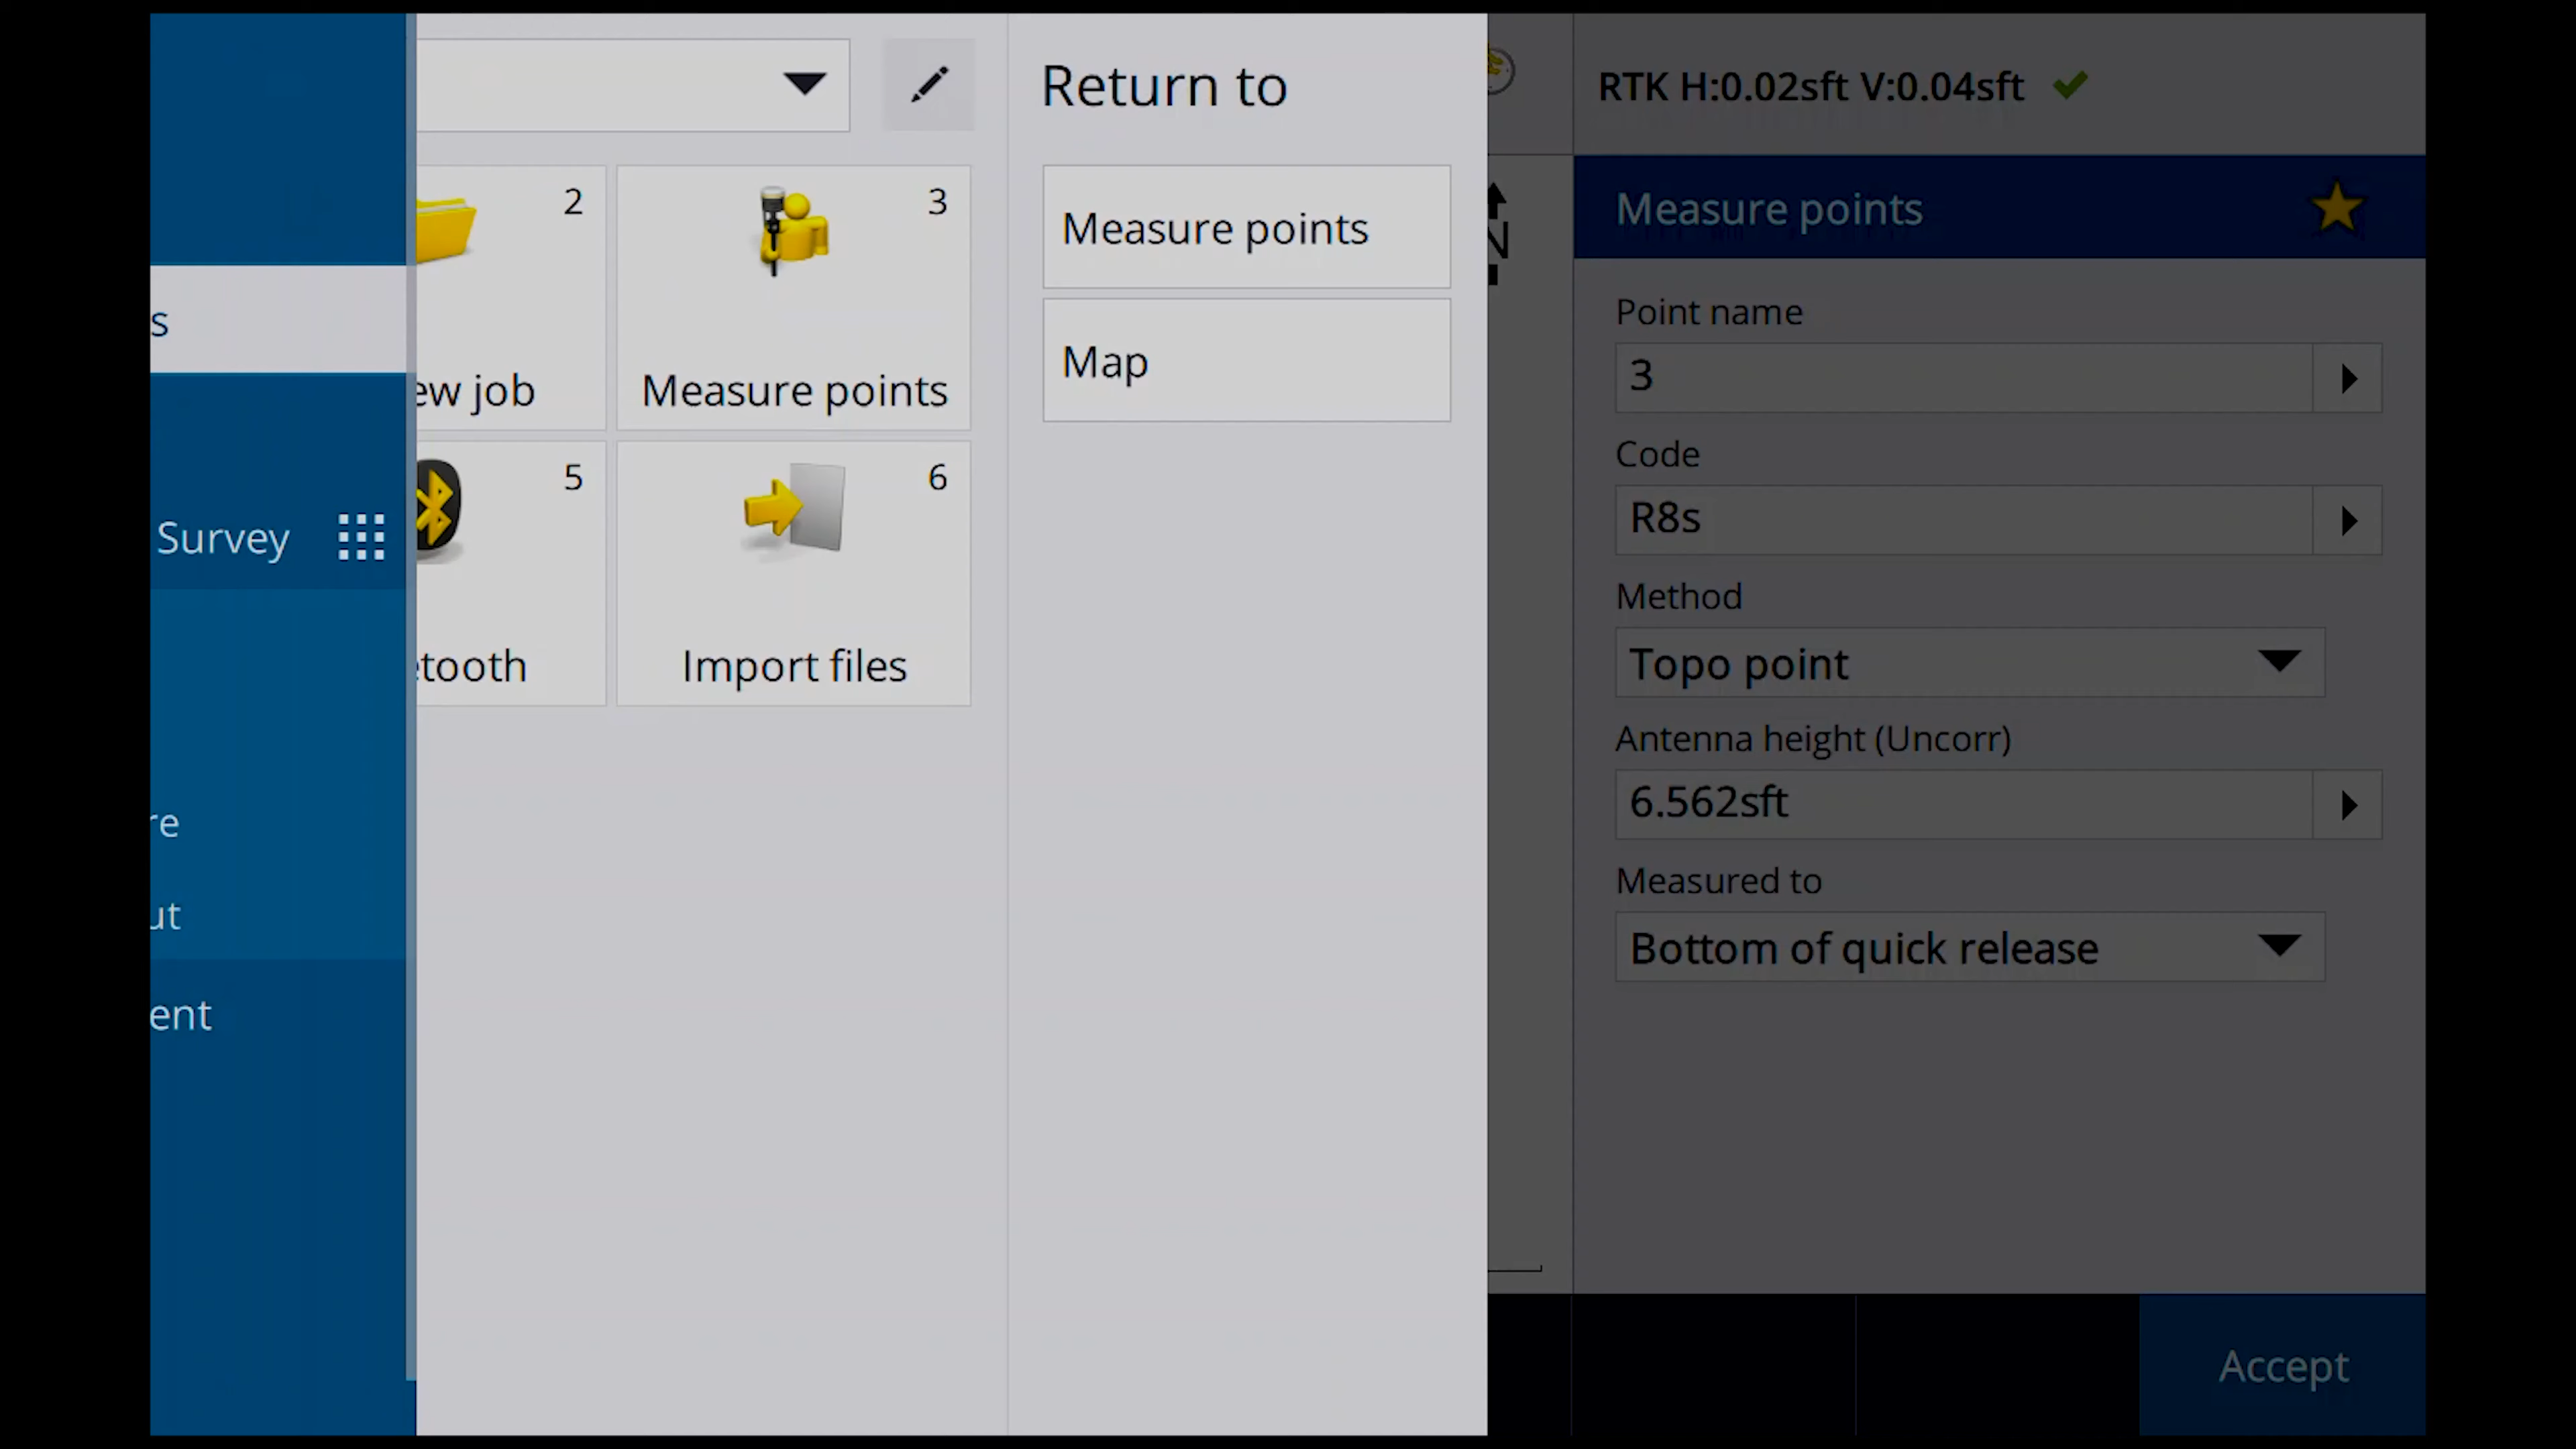 s
Survey
re
ut
ent
2
ew job
3
Measure points
5
etooth
6
Import files
Return to
Measure points
Map
N
RTK H:0.02sft V:0.04sft
Measure points
Point name
3
Code
R8s
Method
Topo point
Antenna height (Uncorr)
6.562sft
Measured to
Bottom of quick release
Accept